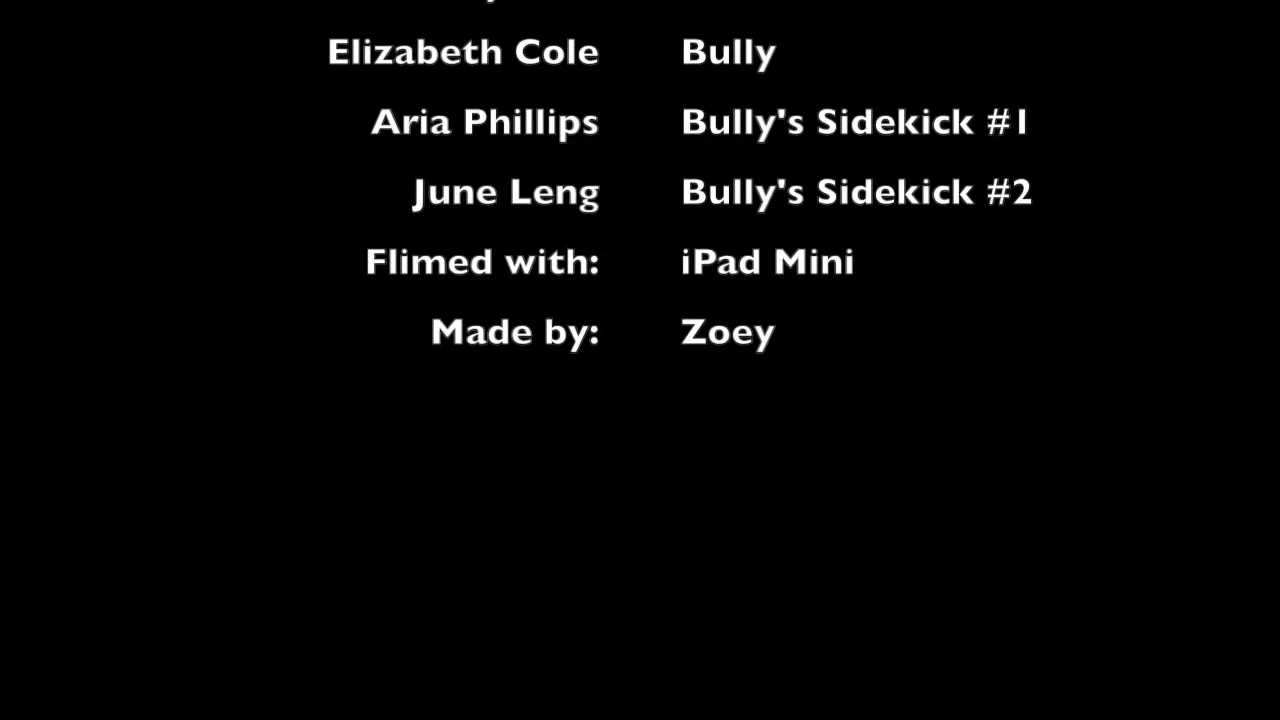 Elizabeth Cole Bully
Aria Phillips Bully's Sidekick #1
June Leng Bully's Sidekick #2
Flimed with: iPad Mini
Made by: Zoey